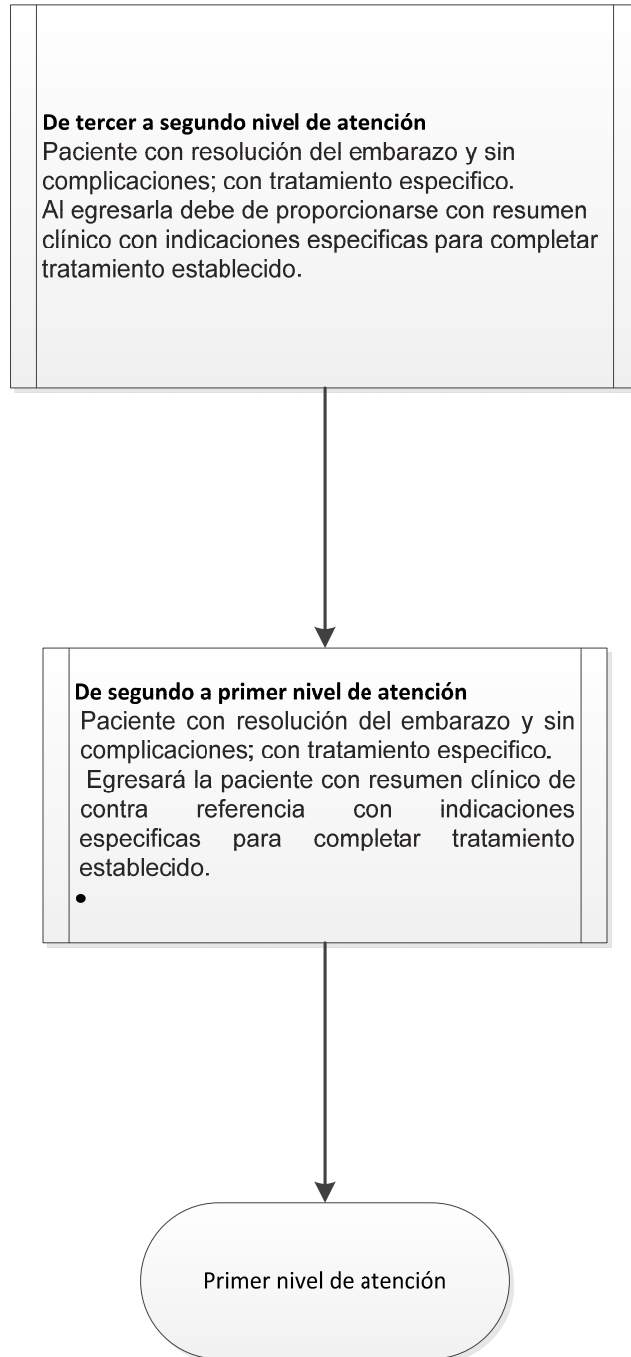 De tercer a segundo nivel de atención
Paciente con resolución del embarazo y sin
complicaciones; con tratamiento especifico.
Al egresarla debe de proporcionarse con resumen
clínico con indicaciones especificas para completar
tratamiento establecido.
De segundo a primer nivel de atención
Paciente con resolución del embarazo y sin
complicaciones; con tratamiento especifico.
Egresará la paciente con resumen clínico de
contra referencia con indicaciones
especificas para completar tratamiento
establecido.
•
Primer nivel de atención